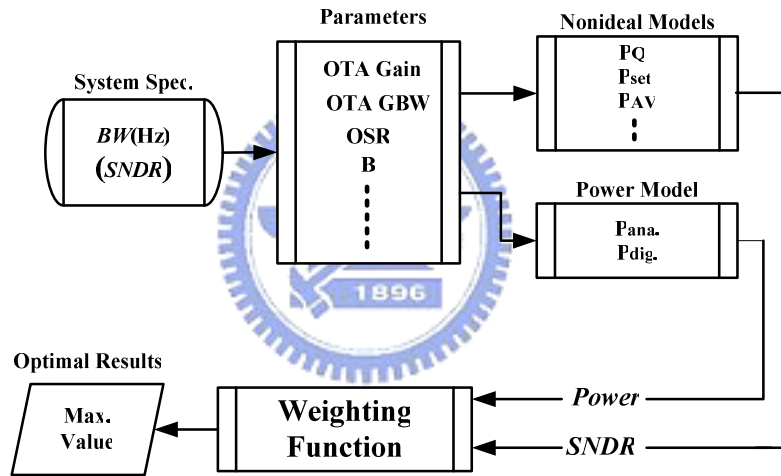 Parameters
Nonideal Models
System Spec.
OTA Gain
OTA GBW
OSR
B
PQ
Pset
PAV
BW(Hz)
(SNDR)
Power Model
Pana.
Pdig.
1896
Optimal Results
Max.
Value
Weighting
Function
Power
SNDR